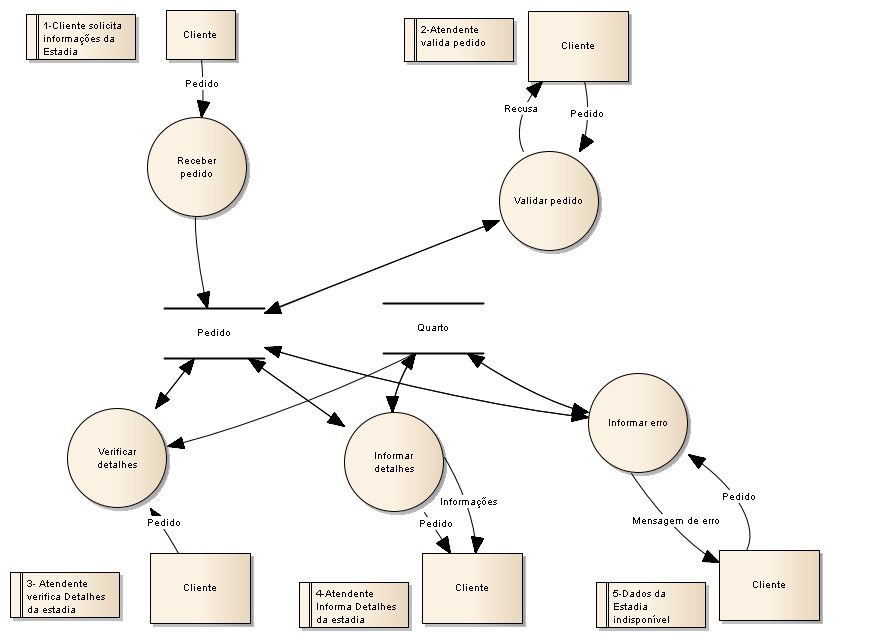 1-Cliente solicita
informações da
Estadia
Cliente
2-Atendente
valida pedido
Cliente
Pedido
Recusa
Pedido
Receber
pedido
Validar pedido
Pedido
Quarto
Verificar
detalhes
Informar
detalhes
Informar erro
Pedido
Informações
Pedido
Mensagem de erro
Pedido
3- Atendente
verifica Detalhes
da estadia
Cliente
4-Atendente
Informa Detalhes
da estadia
Cliente
5-Dados da
Estadia
indisponível
Cliente